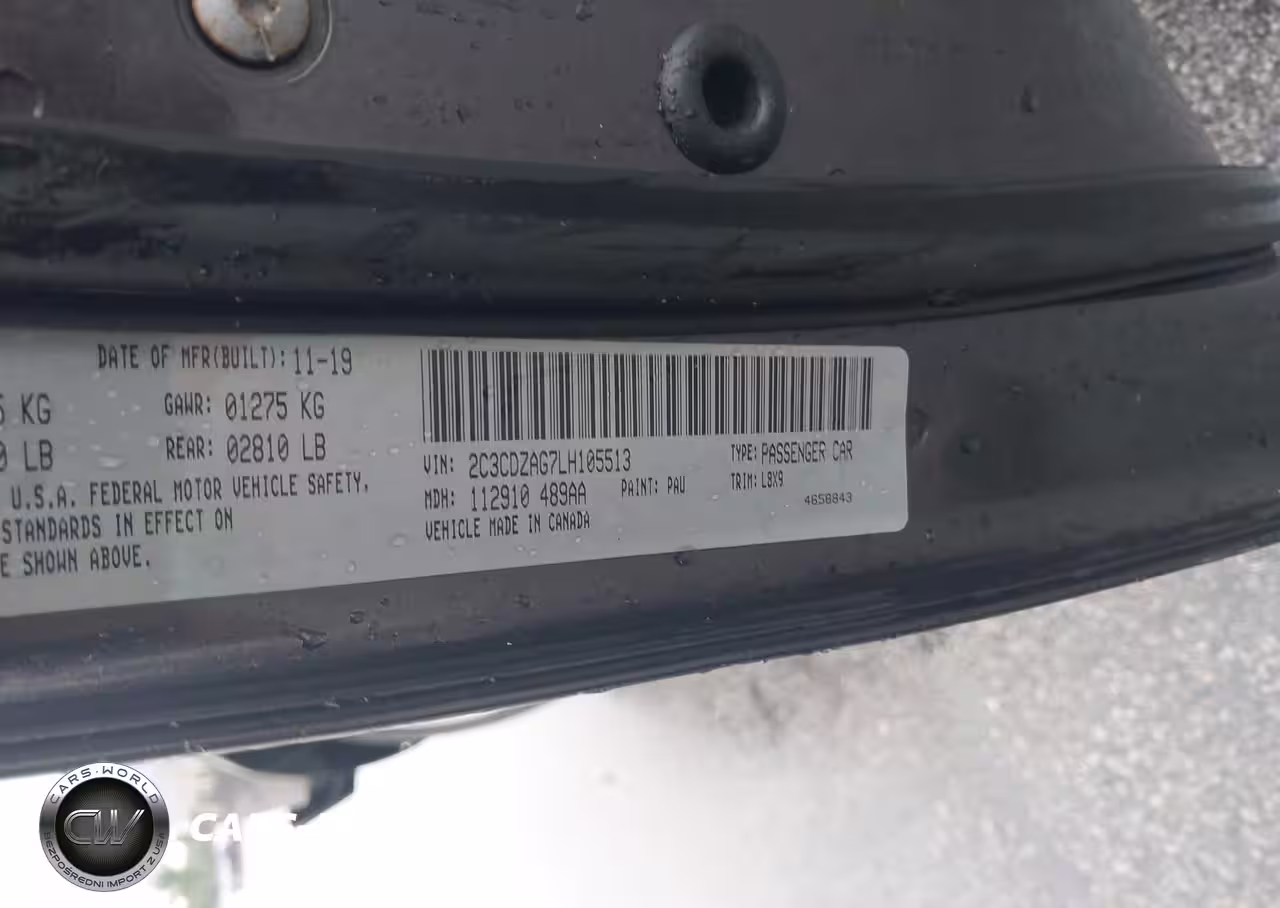 DATE OF MFR(BUILT): 11-19
KG GAWR: 01275 KG
LB REAR: 02810 LB
U.S.A. FEDERAL MOTOR VEHICLE SAFETY,
STANDARDS IN EFFECT ON
E SHOWN ABOVE.
VIN: 2C3CDZAG7LH105513 TYPE: PASSENGER CAR
MDH: 112910 489AA PAINT: PAU TRIM: L8X9
VEHICLE MADE IN CANADA 4658843
CARS-WORLD
CW
BEZPOŚREDNI IMPORT Z USA
CARS-